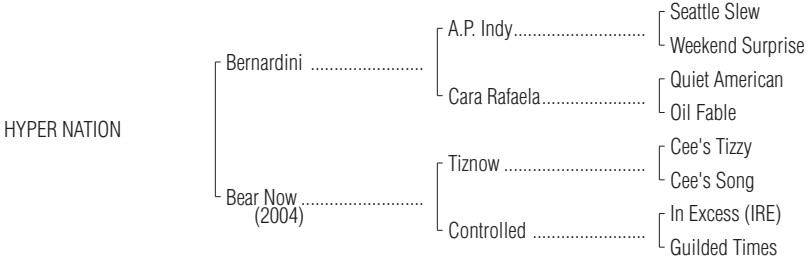 Seattle Slew
A.P. Indy..............................
Weekend Surprise
Bernardini .........................
Quiet American
Cara Rafaela........................
Oil Fable
HYPER NATION
Cee's Tizzy
Tiznow ................................
Cee's Song
Bear Now ...........................
(2004)
In Excess (IRE)
Controlled ..........................
Guilded Times